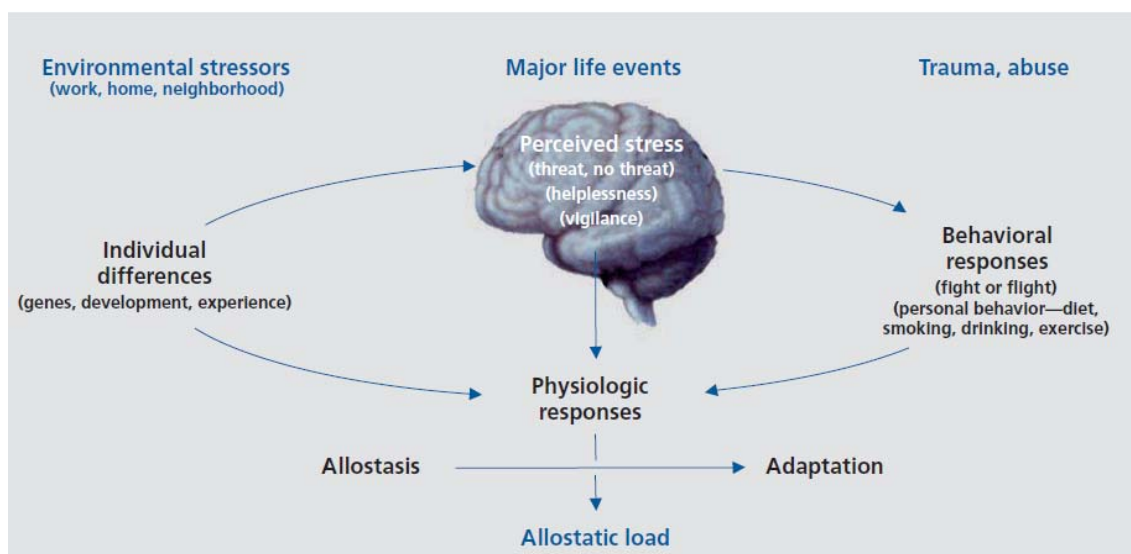 Environmental stressors
(work, home, neighborhood)
Major life events
Trauma, abuse
Perceived stress
(threat, no threat)
(helplessness)
(vigilance)
Individual
differences
(genes, development, experience)
Behavioral
responses
(fight or flight)
(personal behavior—diet,
smoking, drinking, exercise)
Physiologic
responses
Allostasis
Adaptation
Allostatic load